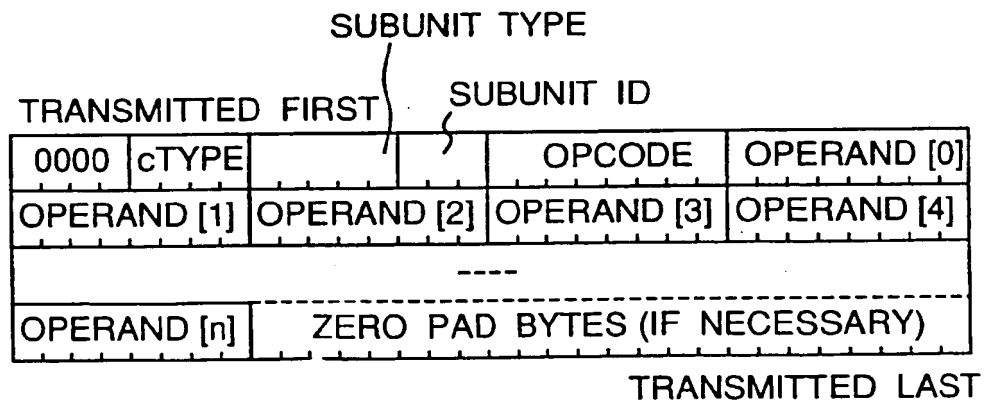 SUBUNIT TYPE
SUBUNIT ID
TRANSMITTED FIRST
0000 cTYPE OPCODE OPERAND [0]
OPERAND [1] OPERAND [2] OPERAND [3] OPERAND [4]
----
OPERAND [n] ZERO PAD BYTES (IF NECESSARY)
TRANSMITTED LAST